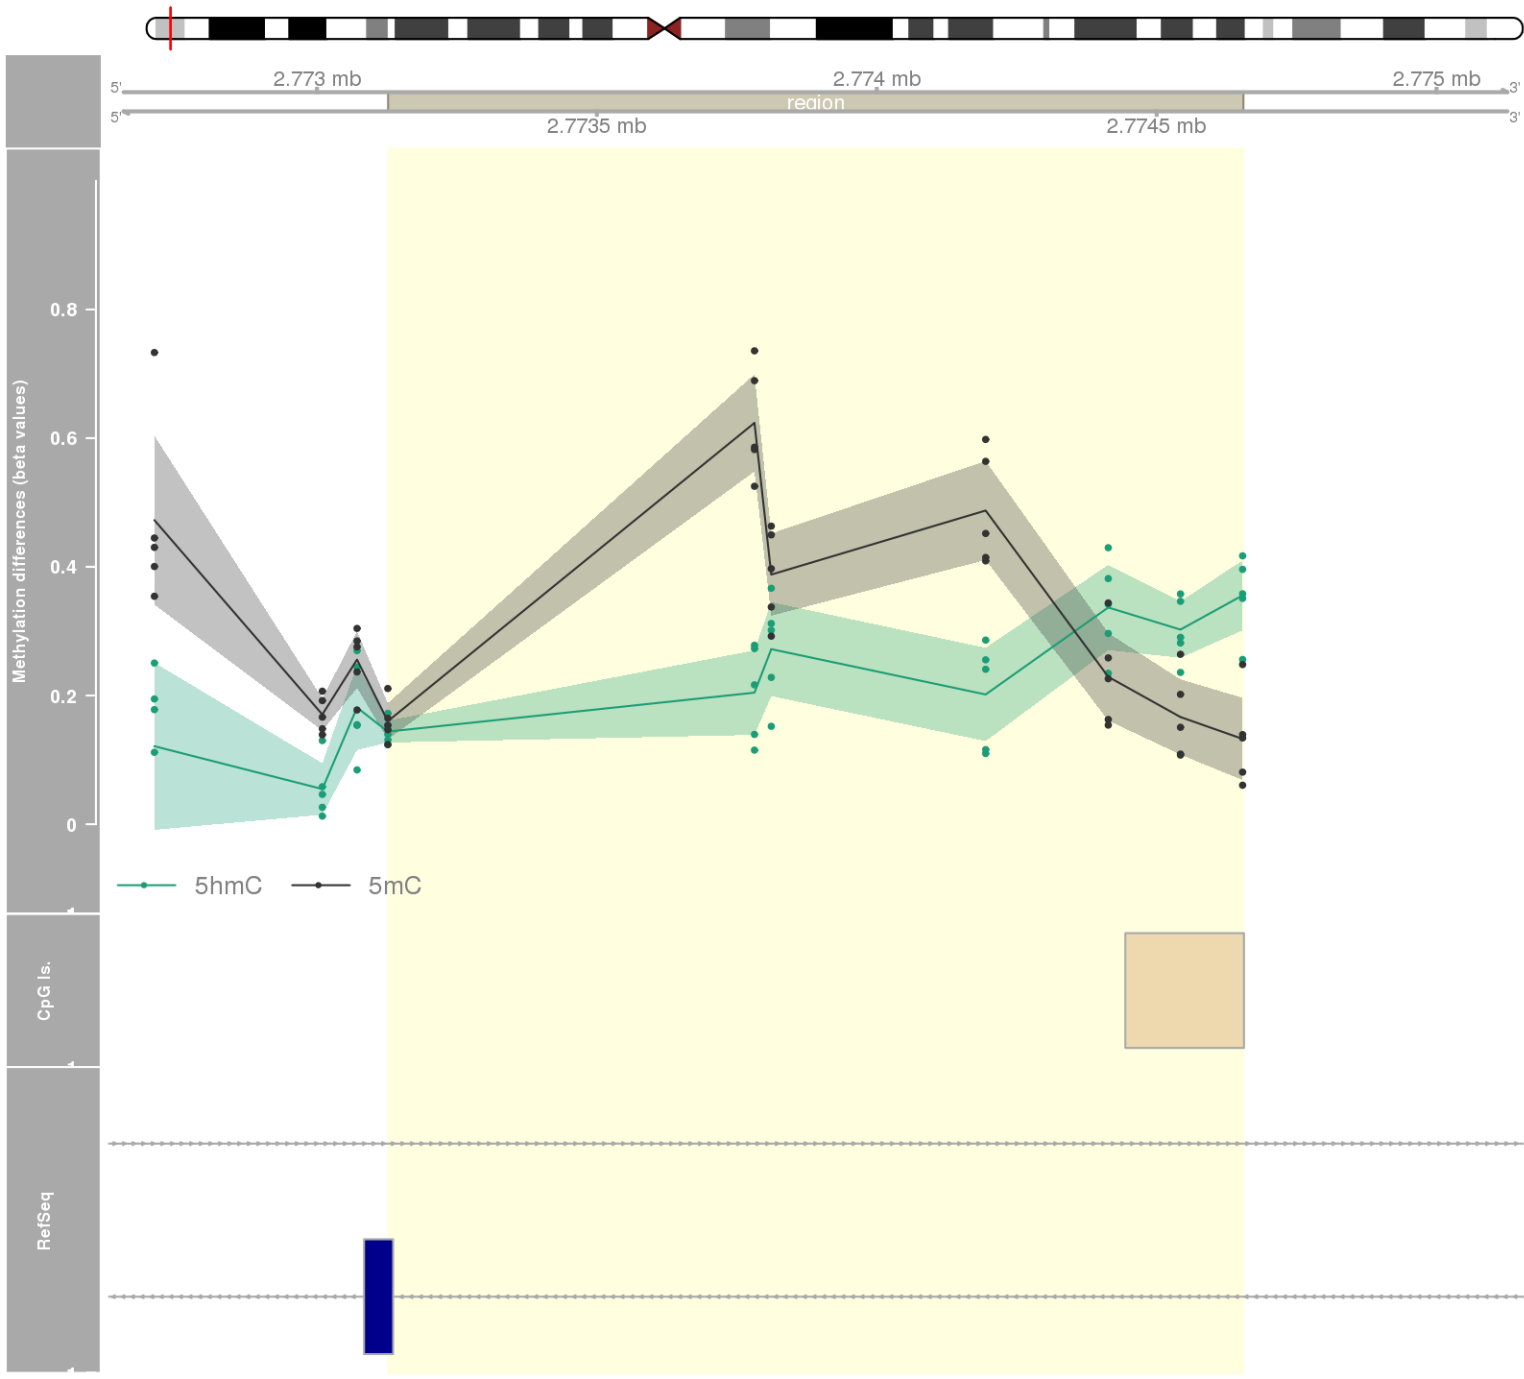 2.773 mb
2.774 mb
2.775 mb
5'
3'
region
5'
3'
2.7735 mb
2.7745 mb
Methylation differences (beta values)
0.8
0.6
0.4
0.2
0
5hmC
5mC
CpG Is.
RefSeq